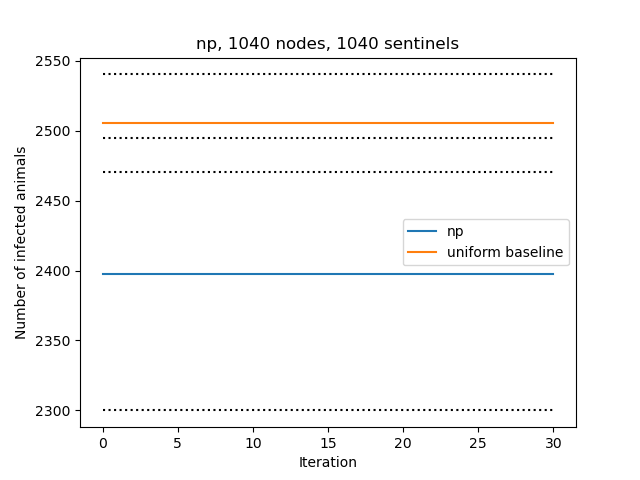 np, 1040 nodes, 1040 sentinels
2550
2500
2450
2400
2350
2300
Number of infected animals
np
uniform baseline
0 5 10 15 20 25 30
Iteration